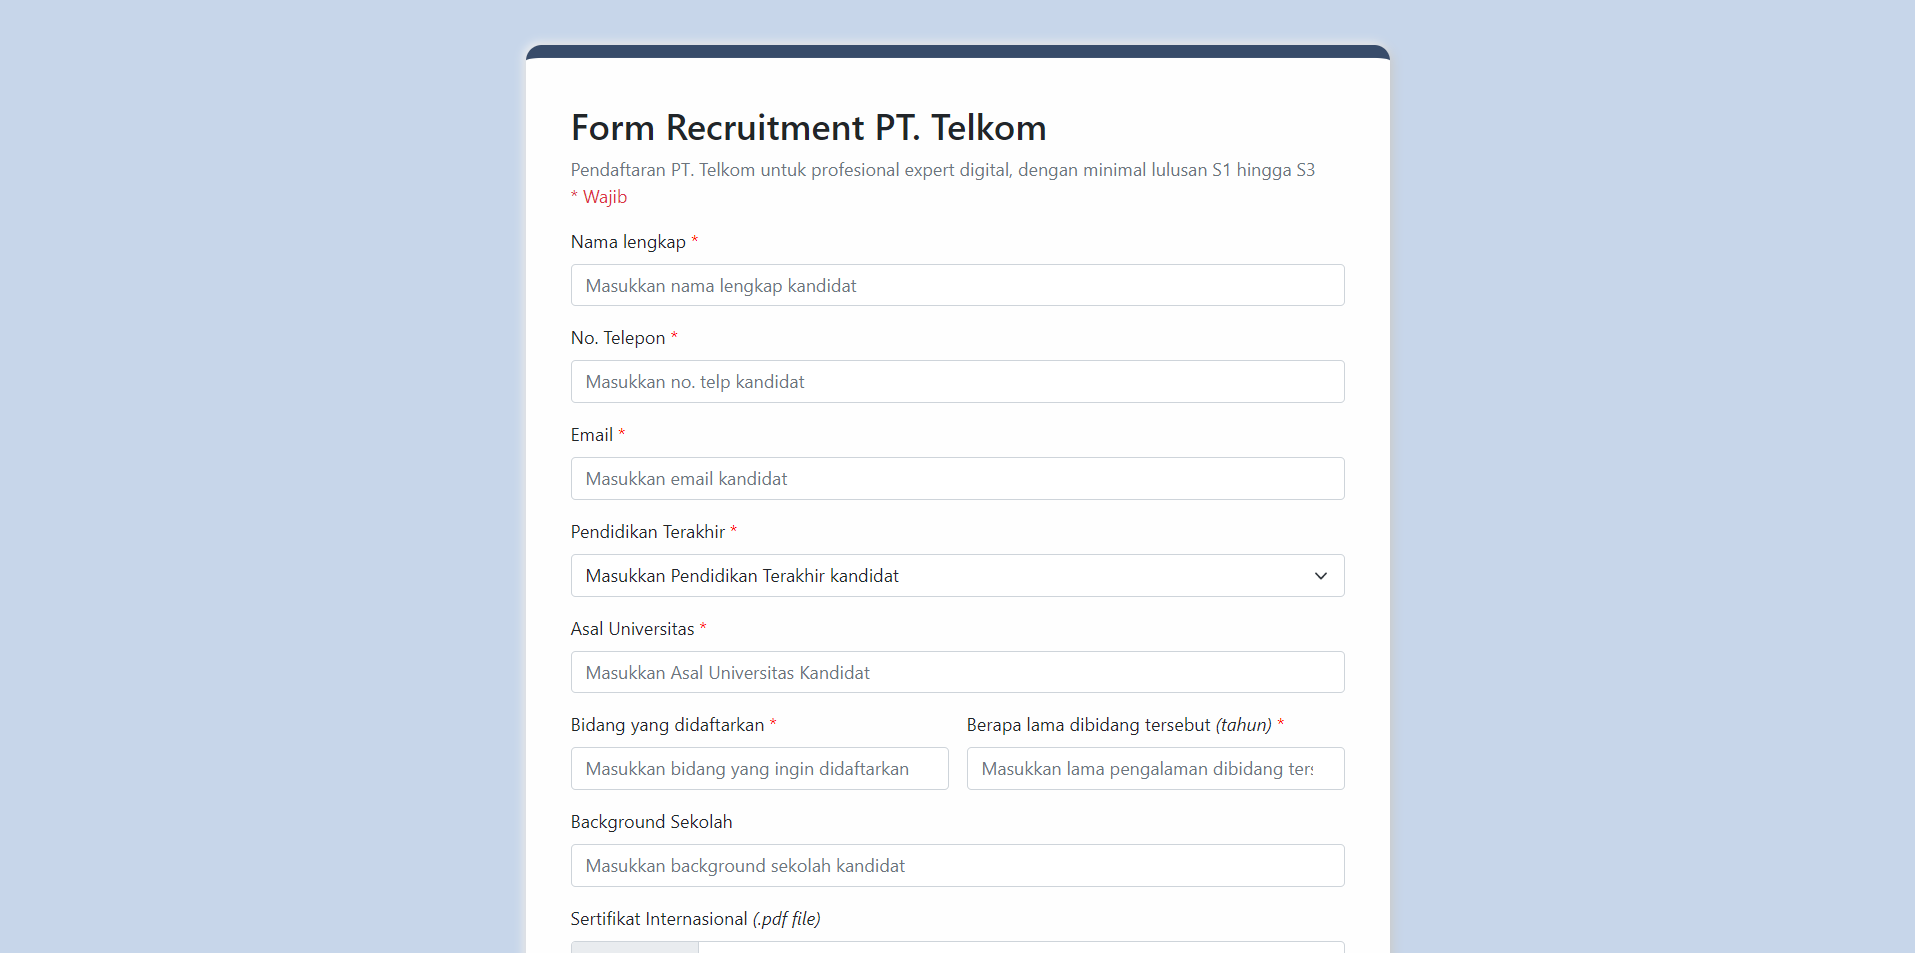 Form Recruitment PT. Telkom
Pendaftaran PT. Telkom untuk profesional expert digital, dengan minimal lulusan S1 hingga S3
* Wajib
Nama lengkap *
Masukkan nama lengkap kandidat
No. Telepon *
Masukkan no. telp kandidat
Email *
Masukkan email kandidat
Pendidikan Terakhir *
Masukkan Pendidikan Terakhir kandidat
Asal Universitas *
Masukkan Asal Universitas Kandidat
Bidang yang didaftarkan *
Masukkan bidang yang ingin didaftarkan
Berapa lama dibidang tersebut (tahun) *
Masukkan lama pengalaman dibidang ters
Background Sekolah
Masukkan background sekolah kandidat
Sertifikat Internasional (.pdf file)